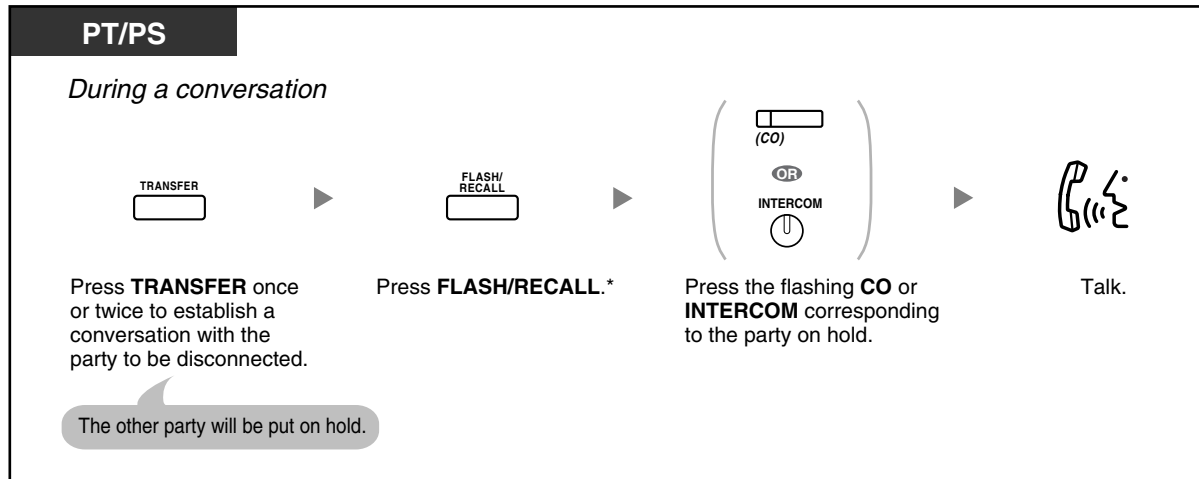 PT/PS
During a conversation
TRANSFER
FLASH/
RECALL
(CO)
OR
INTERCOM
Press TRANSFER once
or twice to establish a
conversation with the
party to be disconnected.
The other party will be put on hold.
Press FLASH/RECALL.*
Press the flashing CO or
INTERCOM corresponding
to the party on hold.
Talk.